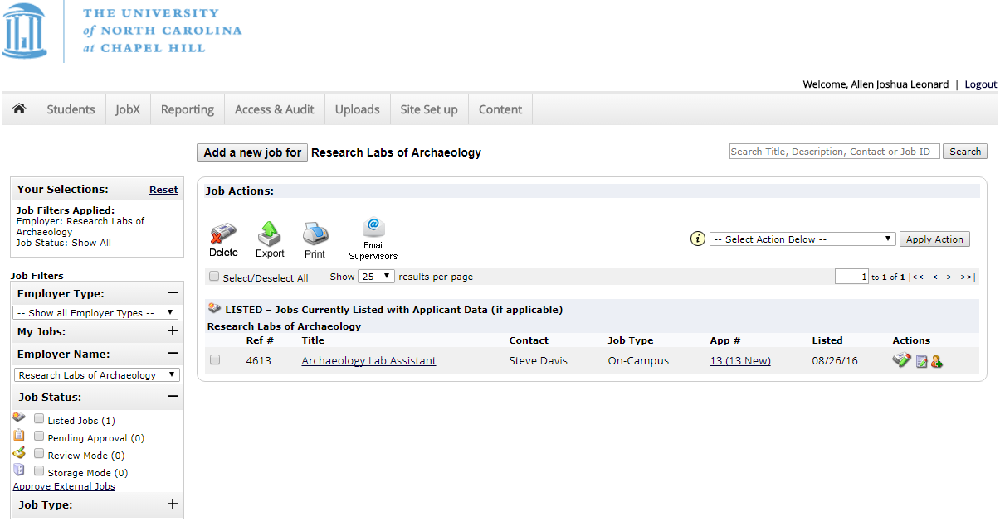 THE UNIVERSITY
of NORTH CAROLINA
at CHAPEL HILL
Welcome, Allen Joshua Leonard | Logout
Students JobX Reporting Access & Audit Uploads Site Set up Content
Add a new job for Research Labs of Archaeology
Search Title, Description, Contact or Job ID Search
Your Selections: Reset
Job Filters Applied:
Employer: Research Labs of
Archaeology
Job Status: Show All
Job Filters
Employer Type:
-- Show all Employer Types --
My Jobs:
Employer Name:
Research Labs of Archaeology
Job Status:
Listed Jobs (1)
Pending Approval (0)
Review Mode (0)
Storage Mode (0)
Approve External Jobs
Job Type:
Job Actions:
Delete Export Print Email
Supervisors
i -- Select Action Below -- Apply Action
Select/Deselect All Show 25 results per page 1 to 1 of 1 |<< < > >>|
LISTED – Jobs Currently Listed with Applicant Data (if applicable)
Research Labs of Archaeology
Ref # Title Contact Job Type App # Listed Actions
4613 Archaeology Lab Assistant Steve Davis On-Campus 13 (13 New) 08/26/16